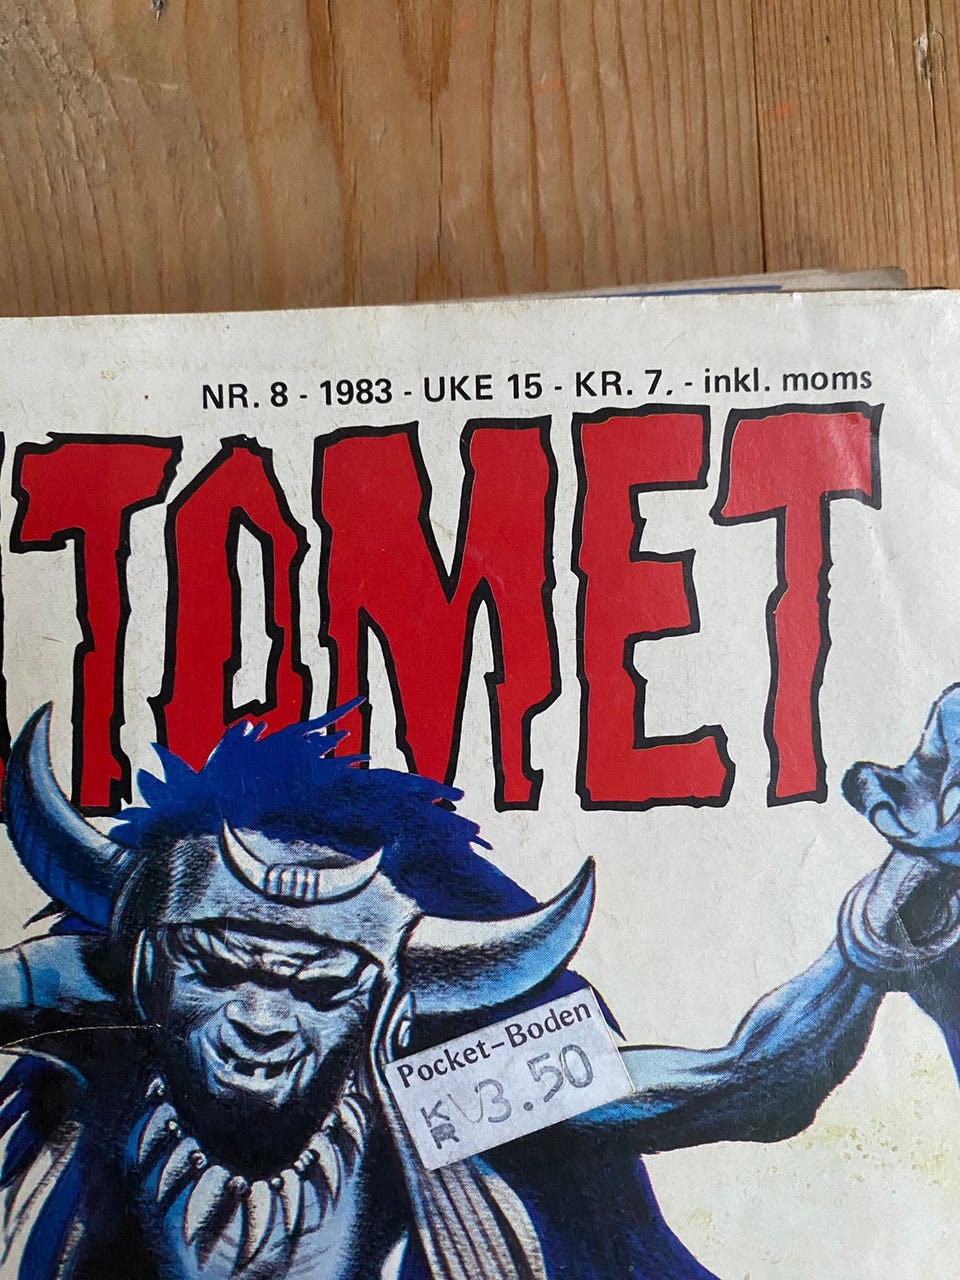 NR. 8 - 1983 - UKE 15 - KR. 7.- inkl. moms
TOMET
Pocket-Boden
KR 3.50